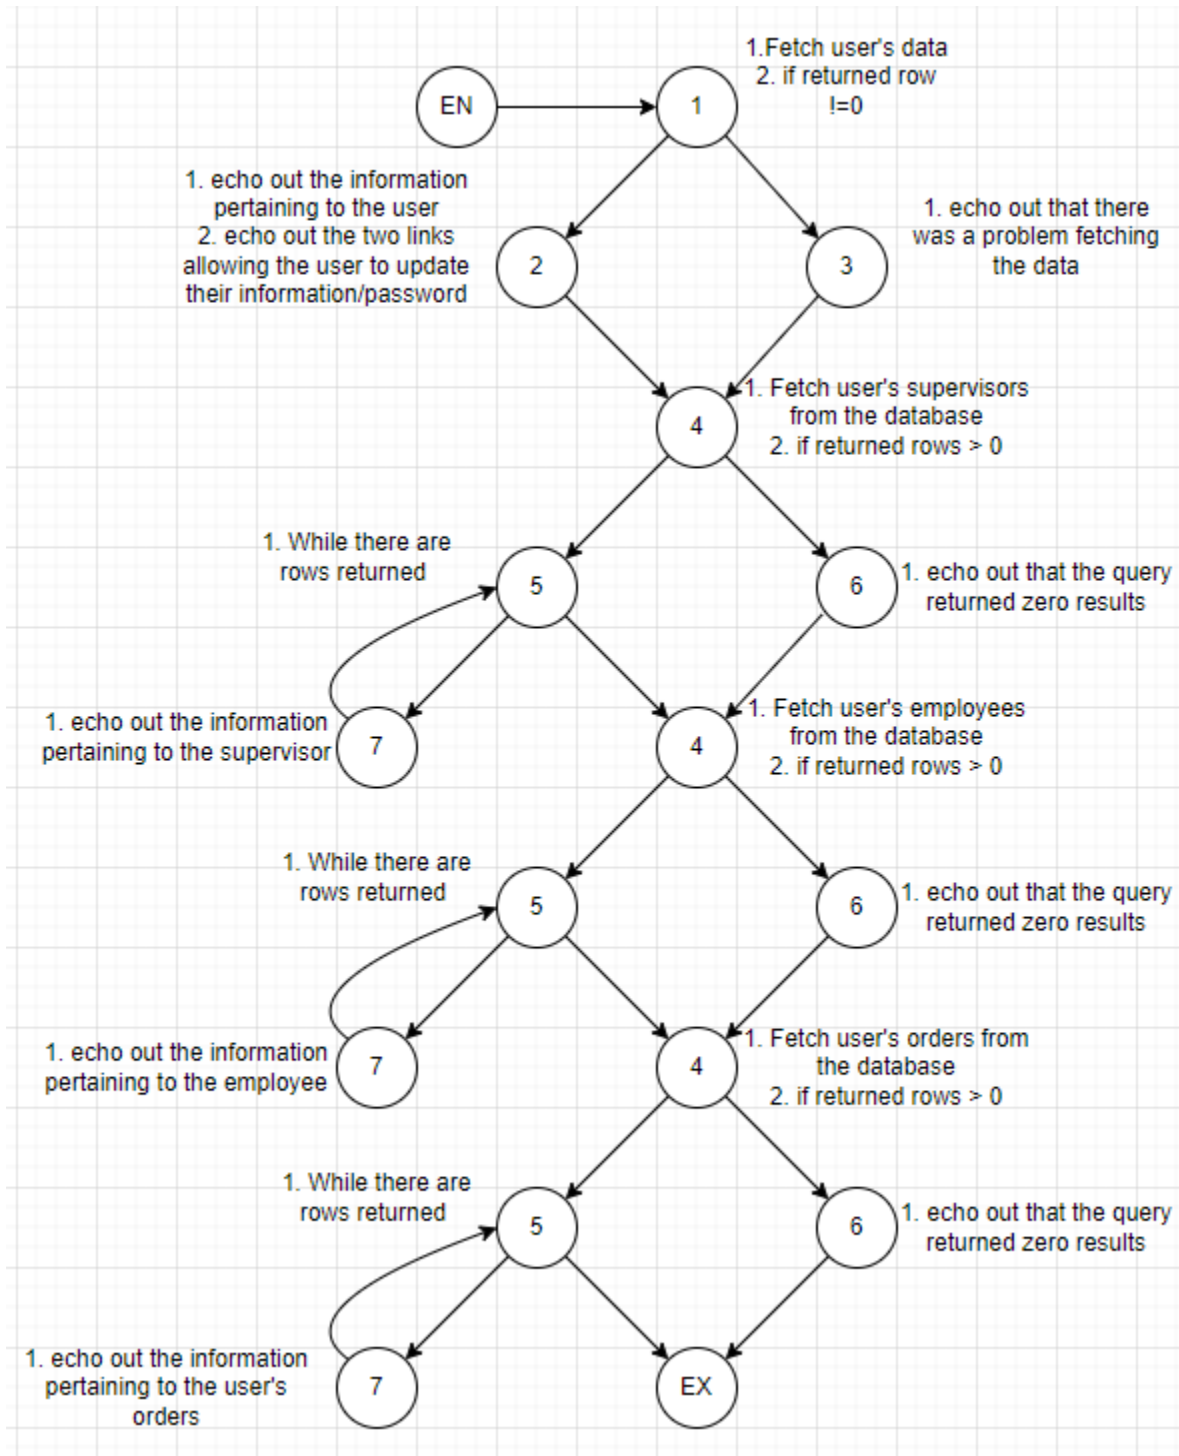 1.Fetch user's data
2. if returned row
!=0
EN
1
1. echo out the information
pertaining to the user
2. echo out the two links
allowing the user to update
their information/password
2
3
1. echo out that there
was a problem fetching
the data
4
1. Fetch user's supervisors
from the database
2. if returned rows > 0
1. While there are
rows returned
5
6
1. echo out that the query
returned zero results
1. echo out the information
pertaining to the supervisor
7
4
1. Fetch user's employees
from the database
2. if returned rows > 0
1. While there are
rows returned
5
6
1. echo out that the query
returned zero results
1. echo out the information
pertaining to the employee
7
4
1. Fetch user's orders from
the database
2. if returned rows > 0
1. While there are
rows returned
5
6
1. echo out that the query
returned zero results
1. echo out the information
pertaining to the user's
orders
7
EX